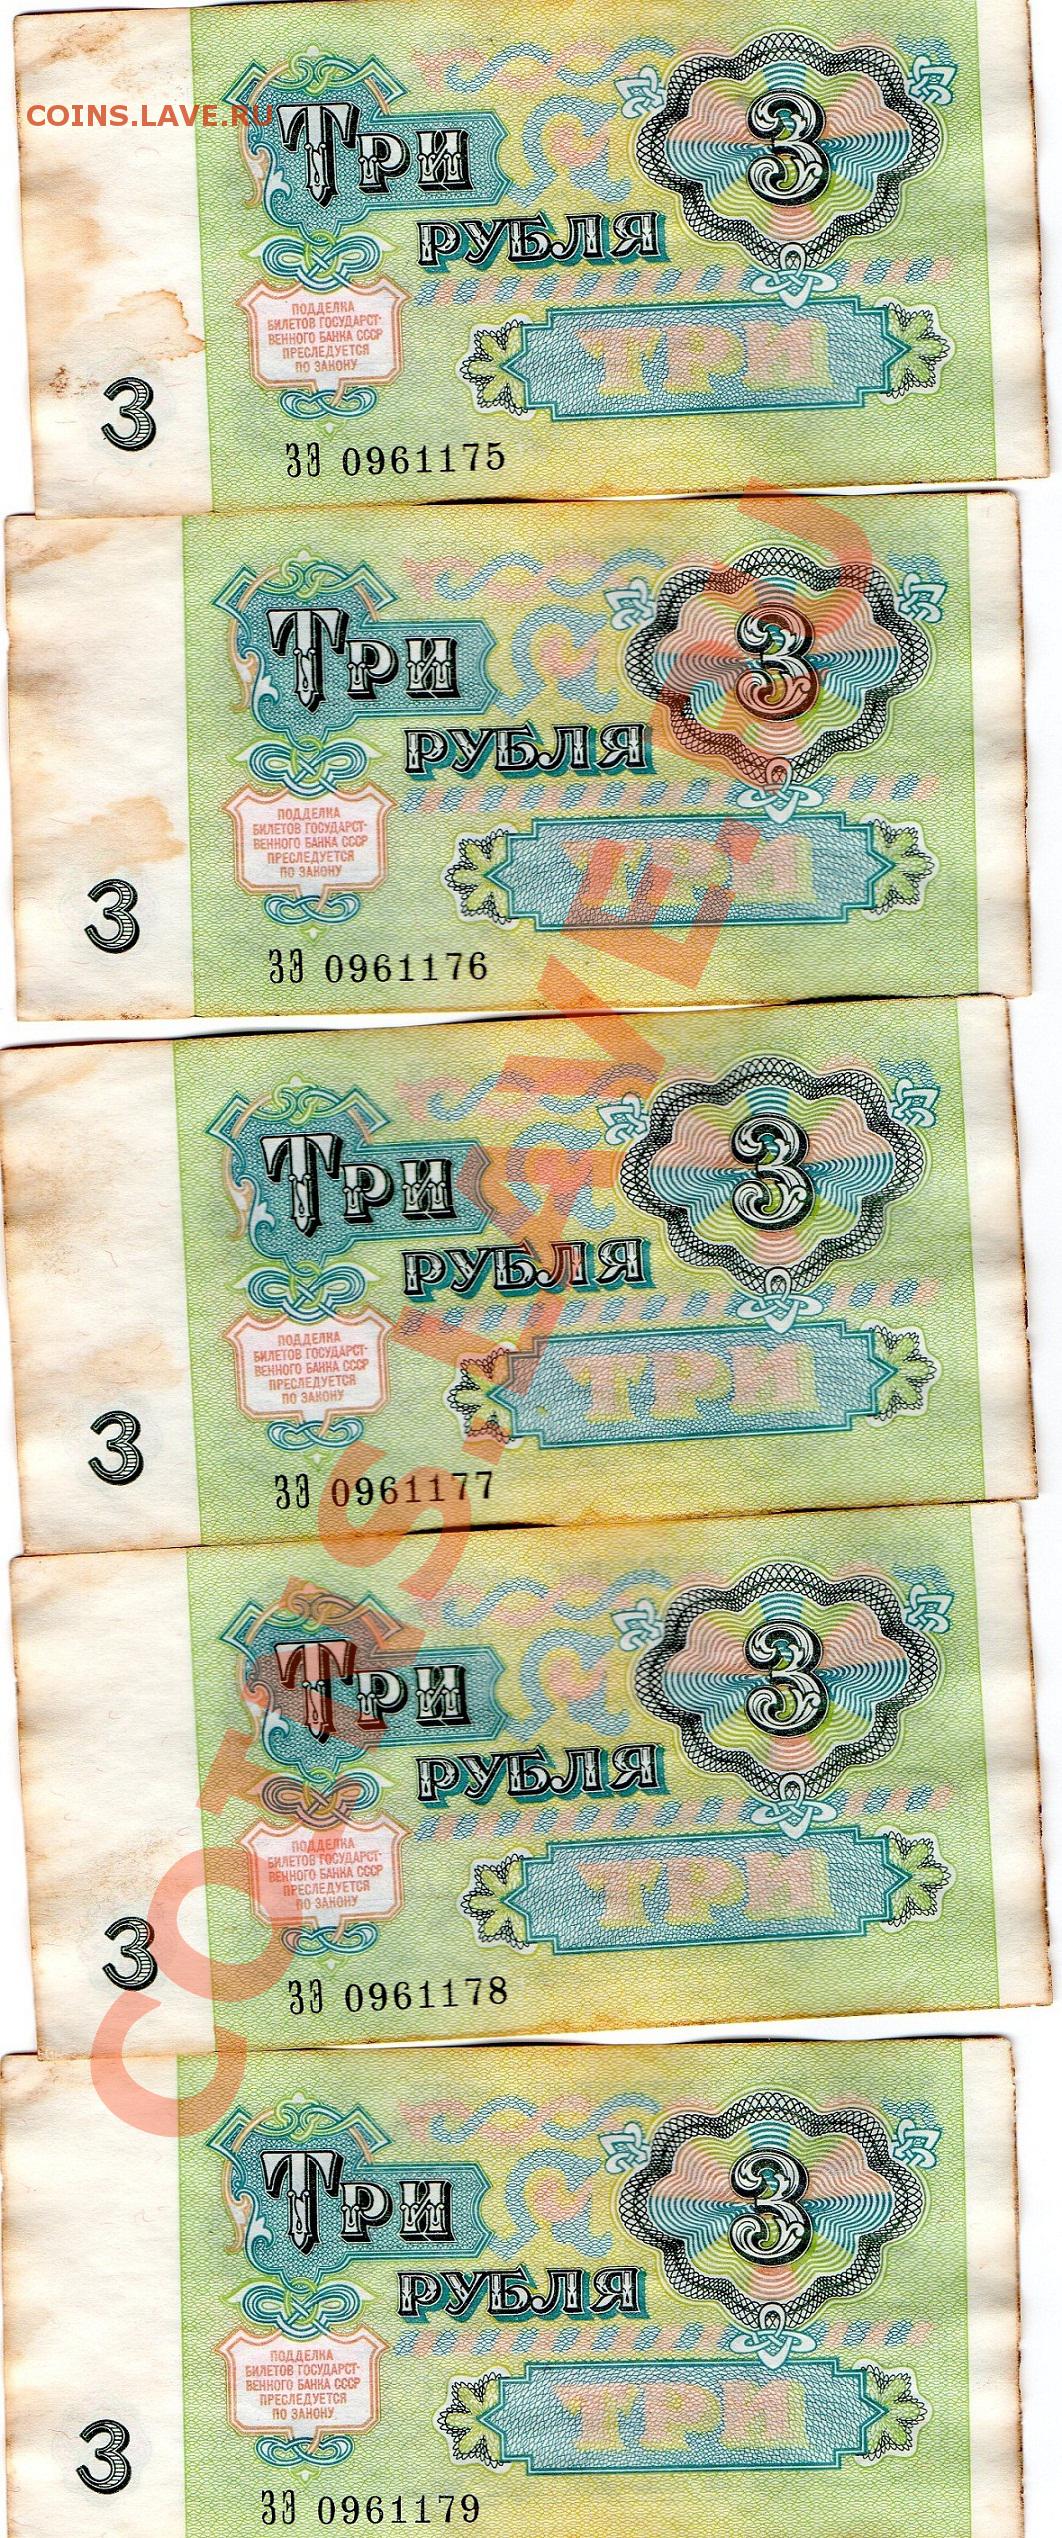 COINS.LAVE.RU
ТРИ
3
РУБЛЯ
ПОДДЕЛКА
БИЛЕТОВ ГОСУДАРСТ-
ВЕННОГО БАНКА СССР
ПРЕСЛЕДУЕТСЯ
ПО ЗАКОНУ
ТРИ
3
ЗЭ 0961175
ТРИ
3
РУБЛЯ
ПОДДЕЛКА
БИЛЕТОВ ГОСУДАРСТ-
ВЕННОГО БАНКА СССР
ПРЕСЛЕДУЕТСЯ
ПО ЗАКОНУ
ТРИ
3
ЗЭ 0961176
ТРИ
3
РУБЛЯ
ПОДДЕЛКА
БИЛЕТОВ ГОСУДАРСТ-
ВЕННОГО БАНКА СССР
ПРЕСЛЕДУЕТСЯ
ПО ЗАКОНУ
ТРИ
3
ЗЭ 0961177
ТРИ
3
РУБЛЯ
ПОДДЕЛКА
БИЛЕТОВ ГОСУДАРСТ-
ВЕННОГО БАНКА СССР
ПРЕСЛЕДУЕТСЯ
ПО ЗАКОНУ
ТРИ
3
ЗЭ 0961178
ТРИ
3
РУБЛЯ
ПОДДЕЛКА
БИЛЕТОВ ГОСУДАРСТ-
ВЕННОГО БАНКА СССР
ПРЕСЛЕДУЕТСЯ
ПО ЗАКОНУ
ТРИ
3
ЗЭ 0961179
COINS.LAVE.RU